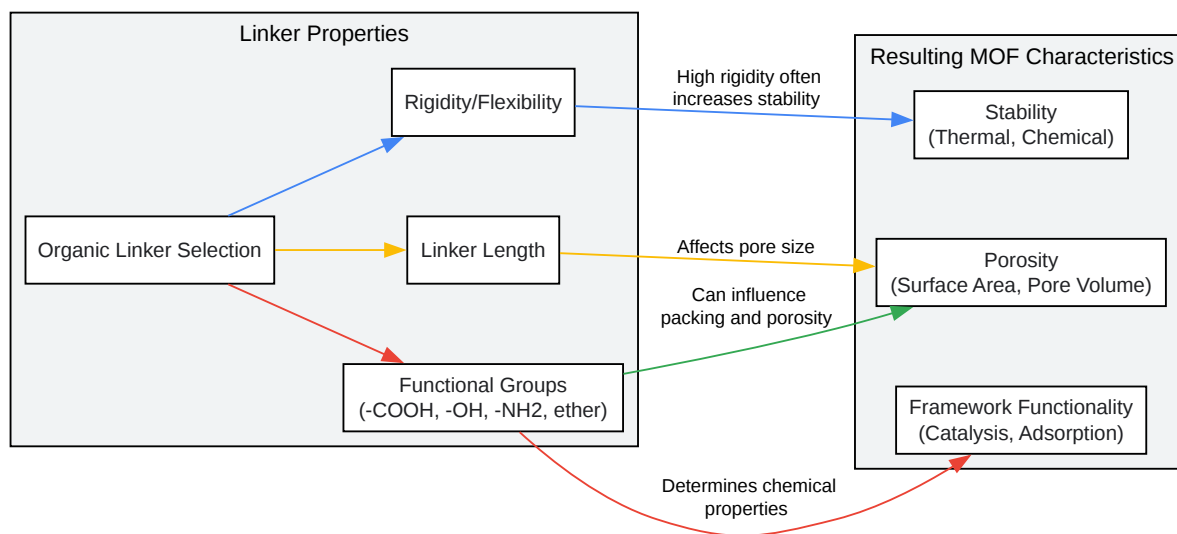 Linker Properties
Rigidity/Flexibility
Organic Linker Selection
Linker Length
Functional Groups
(-COOH, -OH, -NH2, ether)
High rigidity often
increases stability
Affects pore size
Can influence
packing and porosity
Determines chemical
properties
Resulting MOF Characteristics
Stability
(Thermal, Chemical)
Porosity
(Surface Area, Pore Volume)
Framework Functionality
(Catalysis, Adsorption)